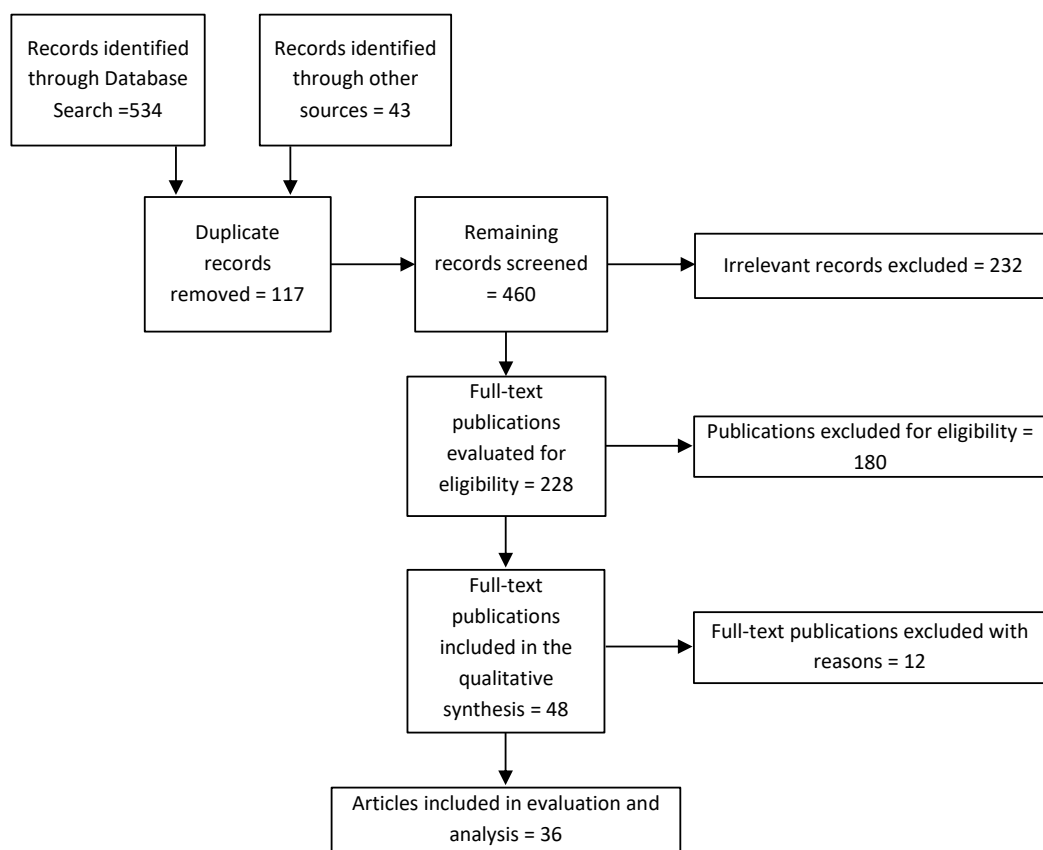 Records identified
through Database
Search =534
Records identified
through other
sources = 43
Duplicate
records
removed = 117
Remaining
records screened
= 460
Irrelevant records excluded = 232
Full-text
publications
evaluated for
eligibility = 228
Publications excluded for eligibility =
180
Full-text
publications
included in the
qualitative
synthesis = 48
Full-text publications excluded with
reasons = 12
Articles included in evaluation and
analysis = 36